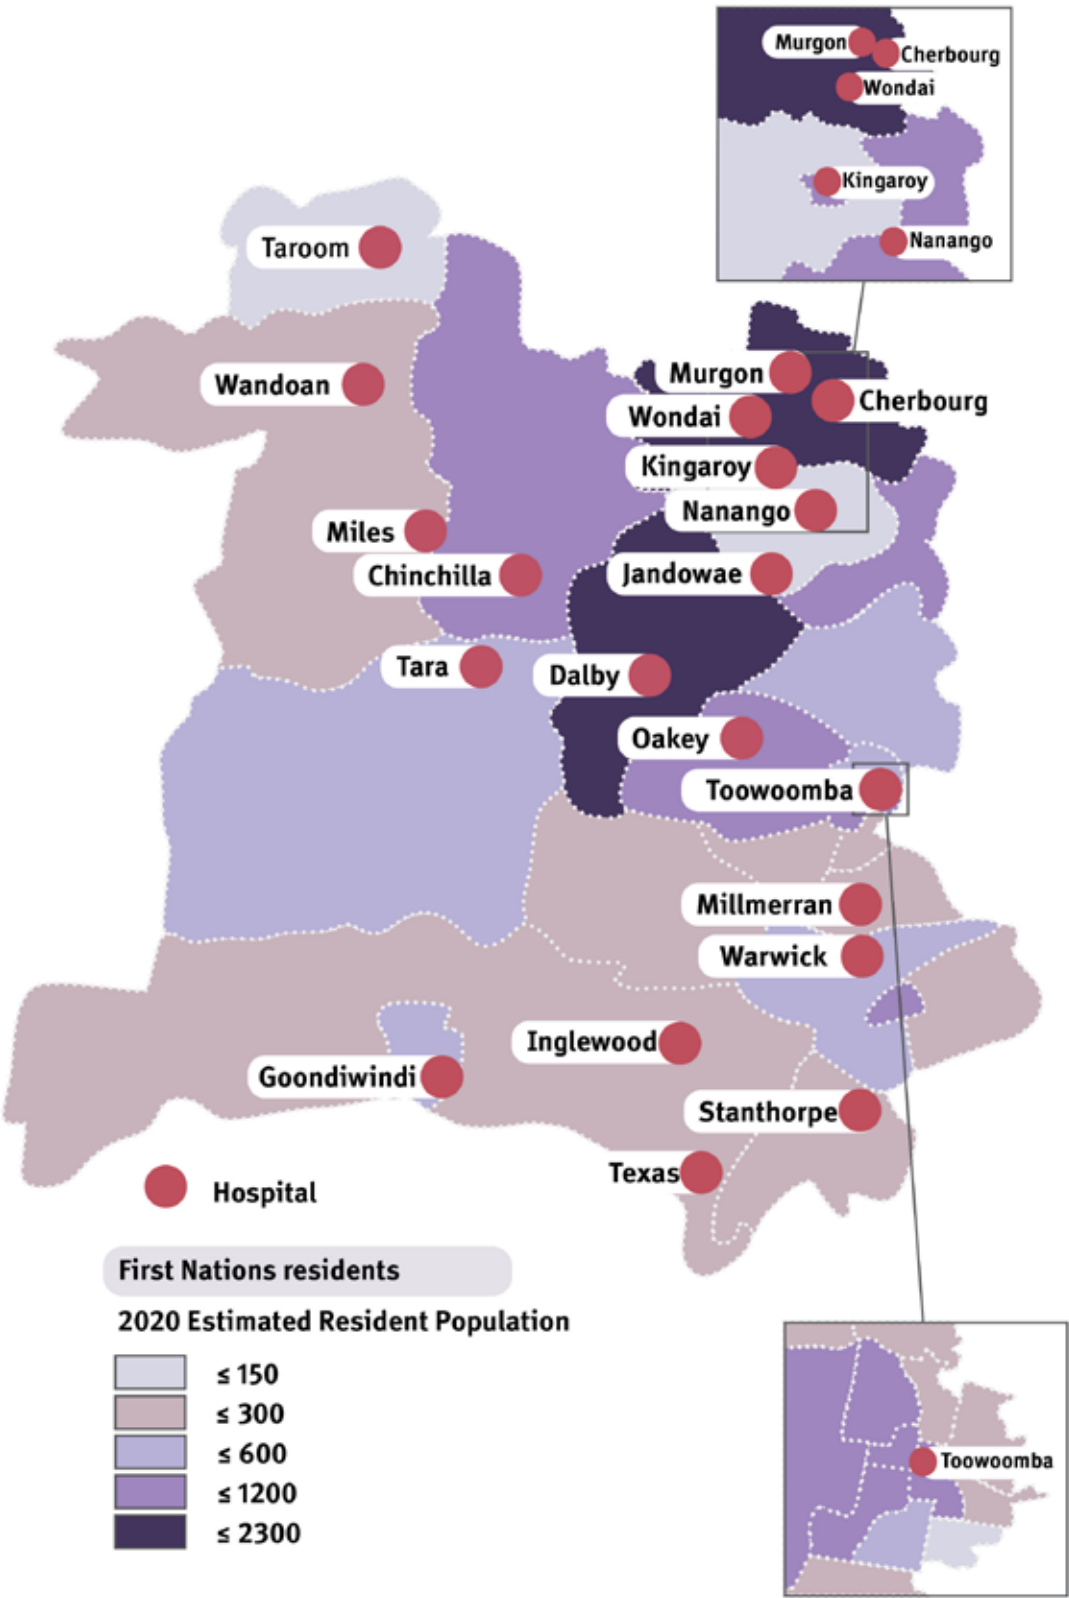 Murgon
Cherbourg
Wondai
Kingaroy
Nanango
Taroom
Wandoan
Murgon
Cherbourg
Wondai
Kingaroy
Nanango
Miles
Chinchilla
Jandowae
Tara
Dalby
Oakey
Toowoomba
Millmerran
Warwick
Inglewood
Goondiwindi
Stanthorpe
Texas
Hospital
First Nations residents
2020 Estimated Resident Population
≤ 150
≤ 300
≤ 600
≤ 1200
≤ 2300
Toowoomba